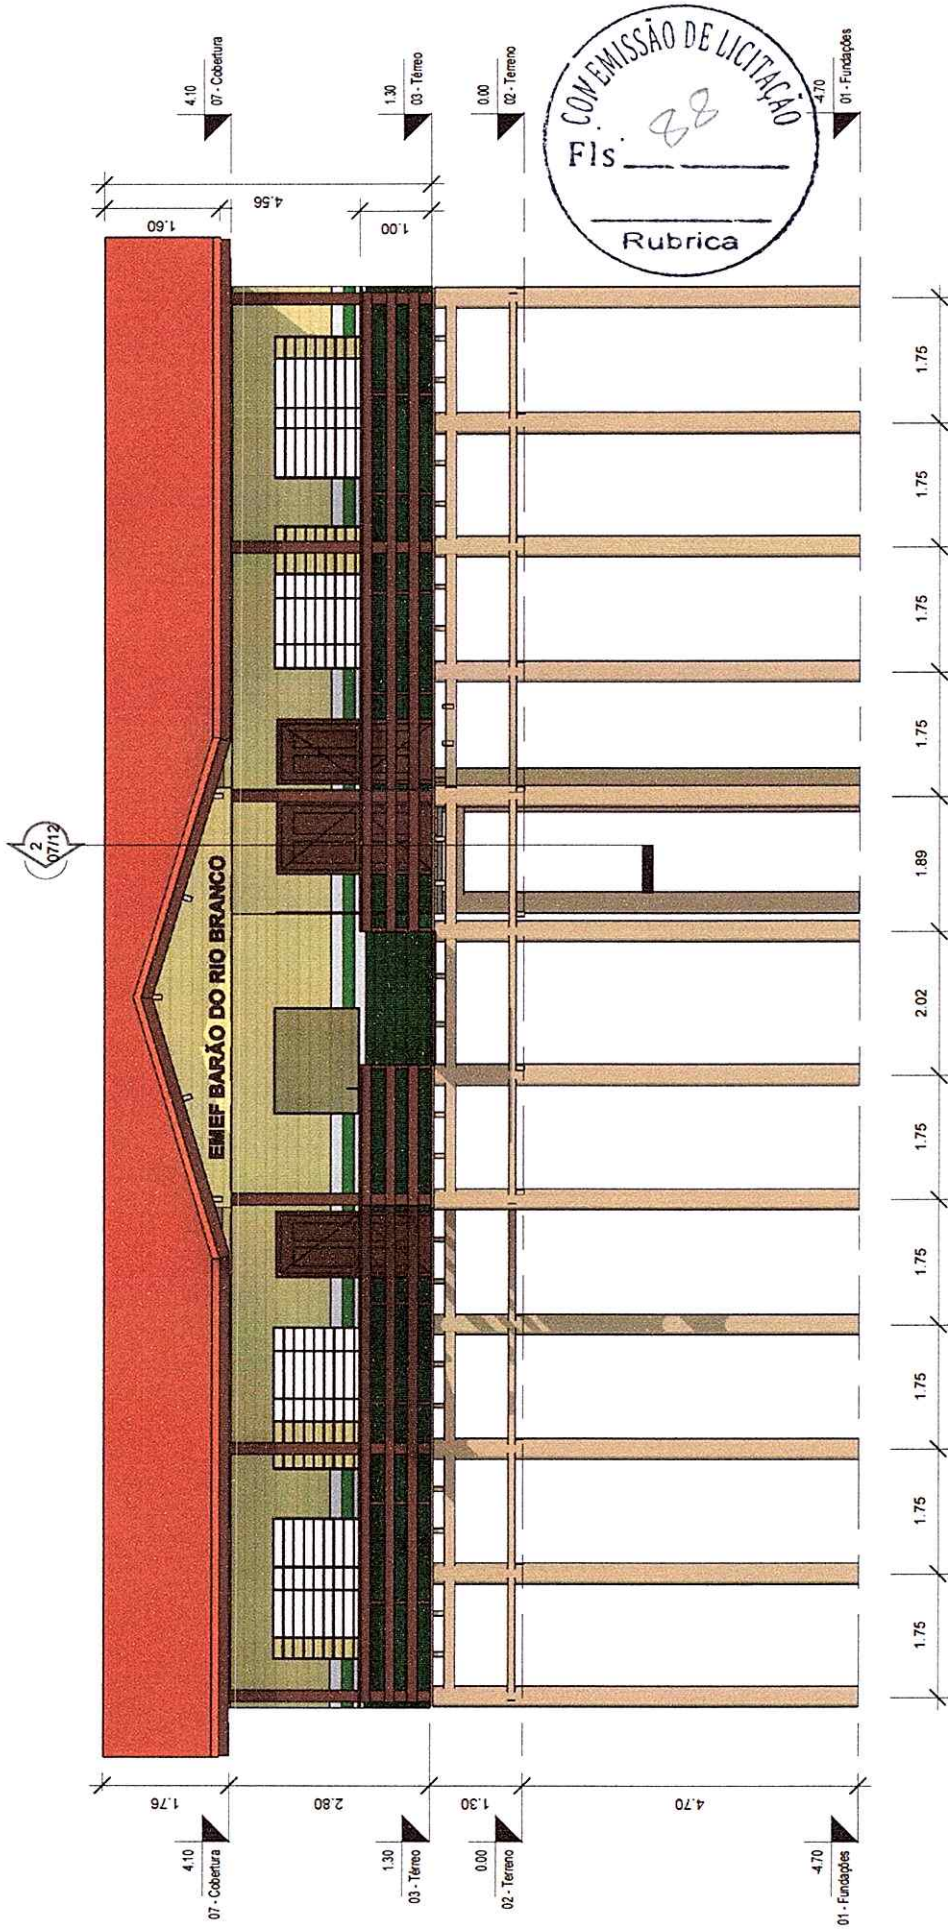 4.10
07 - Cobertura
1.30
03 - Térreo
0.00
02 - Terreno
-4.70
01 - Fundações
1.76
2.80
1.30
4.70
2
07/12
EMEF BARÃO DO RIO BRANCO
1.60
4.56
1.00
4.10
07 - Cobertura
1.30
03 - Térreo
0.00
02 - Terreno
-4.70
01 - Fundações
1.75
1.75
1.75
1.75
1.75
2.02
1.89
1.75
1.75
1.75
1.75
COMEMISSÃO DE LICITAÇÃO
Fls. 88
Rubrica